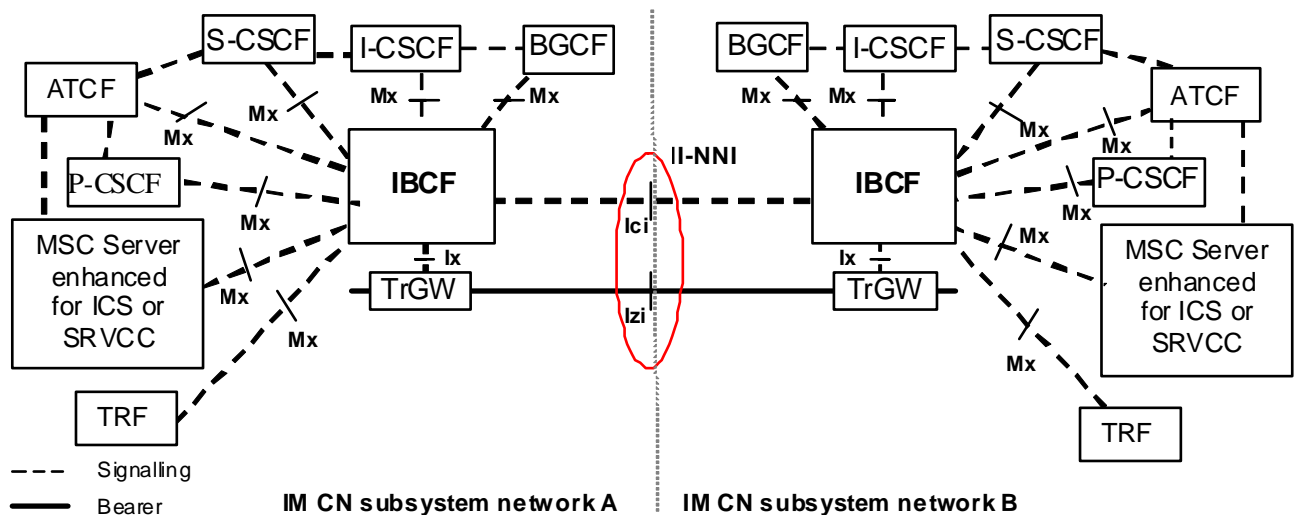 S-CSCF
I-CSCF
BGCF
ATCF
Mx
Mx
Mx
Mx
P-CSCF
IBCF
Mx
MSC Server
enhanced
for ICS or
SRVCC
Mx
Ix
TrGW
Mx
TRF
II-NNI
Ici
Izi
BGCF
I-CSCF
S-CSCF
ATCF
Mx
Mx
Mx
Mx
IBCF
P-CSCF
Mx
Mx
MSC Server
enhanced
for ICS or
SRVCC
Ix
TrGW
Mx
TRF
Signalling
Bearer
IM CN subsystem network A
IM CN subsystem network B